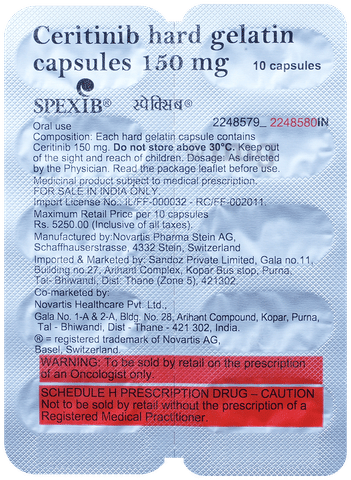 Ceritinib hard gelatin
capsules 150 mg 10 capsules
SPEXIB® स्पेक्सिब®
2248579_ 2248580IN
Oral use
Composition: Each hard gelatin capsule contains
Ceritinib 150 mg. Do not store above 30°C. Keep out
of the sight and reach of children. Dosage: As directed
by the Physician. Read the package leaflet before use.
Medicinal product subject to medical prescription.
FOR SALE IN INDIA ONLY.
Import License No.: IL/FF-000032 - RC/FF-002011.
Maximum Retail Price per 10 capsules
Rs. 5250.00 (Inclusive of all taxes).
Manufactured by:Novartis Pharma Stein AG,
Schaffhauserstrasse, 4332 Stein, Switzerland
Imported & Marketed by: Sandoz Private Limited, Gala no.11,
Building no.27, Arihant Complex, Kopar Bus stop, Purna,
Tal- Bhiwandi, Dist: Thane (Zone 5), 421302.
Co-marketed by:
Novartis Healthcare Pvt. Ltd.,
Gala No. 1-A & 2-A, Bldg. No. 28, Arihant Compound, Kopar, Purna,
Tal - Bhiwandi, Dist - Thane - 421 302, India.
® = registered trademark of Novartis AG,
Basel, Switzerland.
WARNING: To be sold by retail on the prescription
of an Oncologist only.
SCHEDULE H PRESCRIPTION DRUG – CAUTION
Not to be sold by retail without the prescription of a
Registered Medical Practitioner.